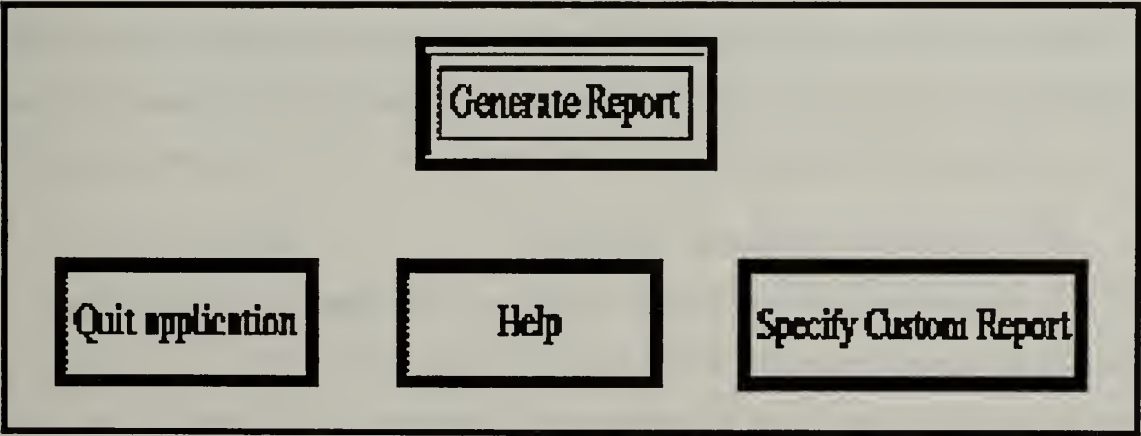 Generate Report
Quit application
Help
Specify Custom Report